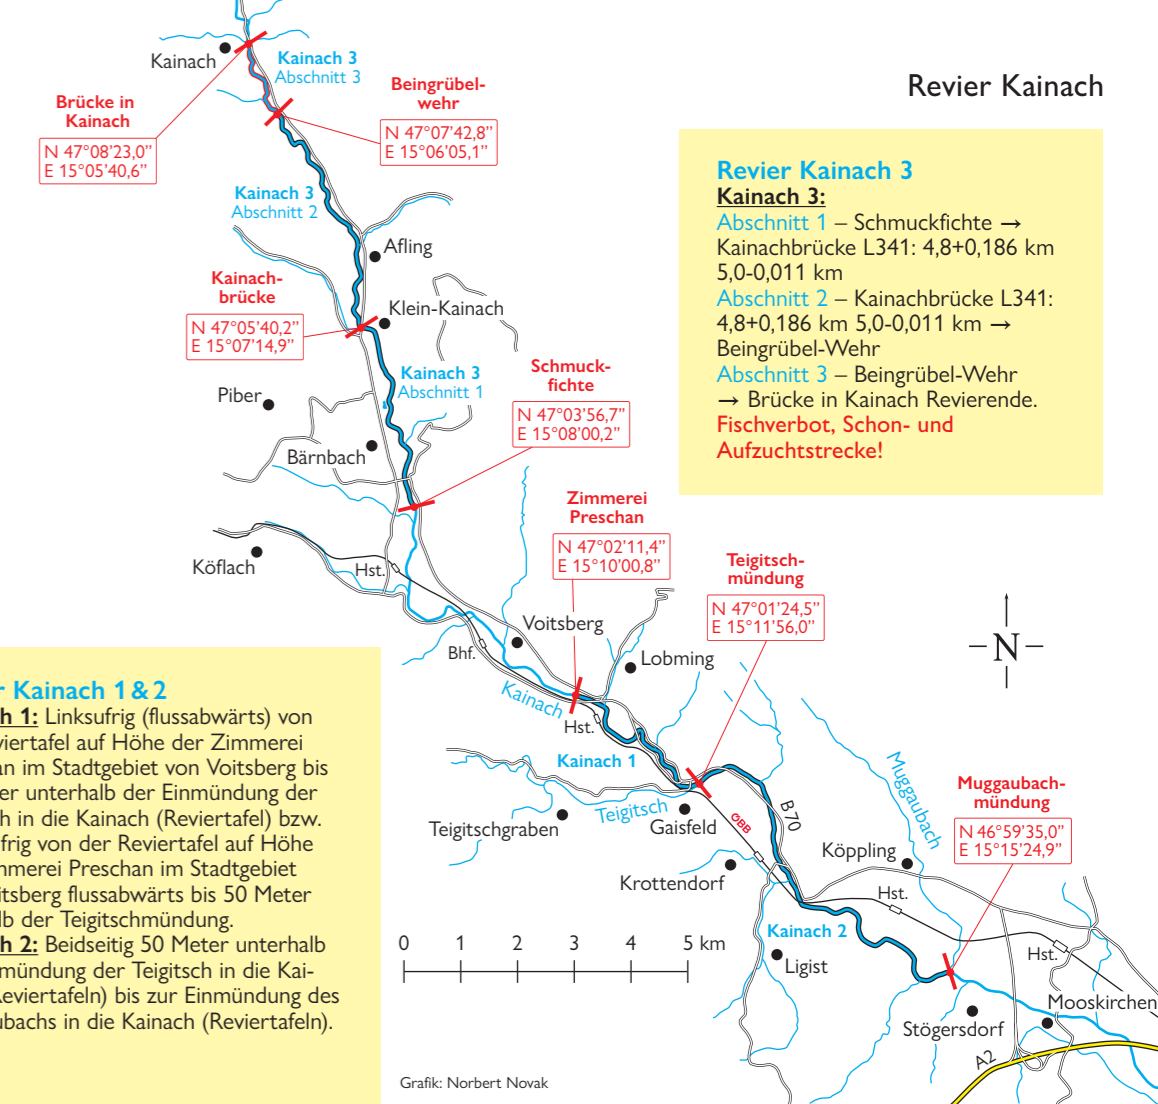 Revier Kainach
Kainach
Kainach 3
Abschnitt 3
Brücke in
Kainach
N 47°08’23,0”
E 15°05’40,6”
Beingrübel-
wehr
N 47°07’42,8”
E 15°06’05,1”
Kainach 3
Abschnitt 2
Afling
Kainach-
brücke
N 47°05’40,2”
E 15°07’14,9”
Klein-Kainach
Kainach 3
Abschnitt 1
Piber
Bärnbach
Schmuck-
fichte
N 47°03’56,7”
E 15°08’00,2”
Revier Kainach 3
Kainach 3:
Abschnitt 1 – Schmuckfichte →
Kainachbrücke L341: 4,8+0,186 km
5,0-0,011 km
Abschnitt 2 – Kainachbrücke L341:
4,8+0,186 km 5,0-0,011 km →
Beingrübel-Wehr
Abschnitt 3 – Beingrübel-Wehr
→ Brücke in Kainach Revierende.
Fischverbot, Schon- und
Aufzuchtstrecke!
Zimmerei
Preschan
N 47°02’11,4”
E 15°10’00,8”
Teigitsch-
mündung
N 47°01’24,5”
E 15°11’56,0”
Köflach
Hst.
Voitsberg
Bhf.
Lobming
Kainach
Hst.
N
Kainach 1
Teigitsch
Teigitschgraben
Gaisfeld
ÖBB
B70
Muggaubach
Muggaubach-
mündung
N 46°59’35,0”
E 15°15’24,9”
Krottendorf
Köppling
Hst.
Kainach 2
Ligist
Hst.
Mooskirchen
Stögersdorf
A2
r Kainach 1 & 2
h 1: Linksufrig (flussabwärts) von
viertafel auf Höhe der Zimmerei
an im Stadtgebiet von Voitsberg bis
er unterhalb der Einmündung der
h in die Kainach (Reviertafel) bzw.
frig von der Reviertafel auf Höhe
mmerei Preschan im Stadtgebiet
itsberg flussabwärts bis 50 Meter
lb der Teigitschmündung.
h 2: Beidseitig 50 Meter unterhalb
mündung der Teigitsch in die Kai-
Reviertafeln) bis zur Einmündung des
ubachs in die Kainach (Reviertafeln).
0 1 2 3 4 5 km
Grafik: Norbert Novak